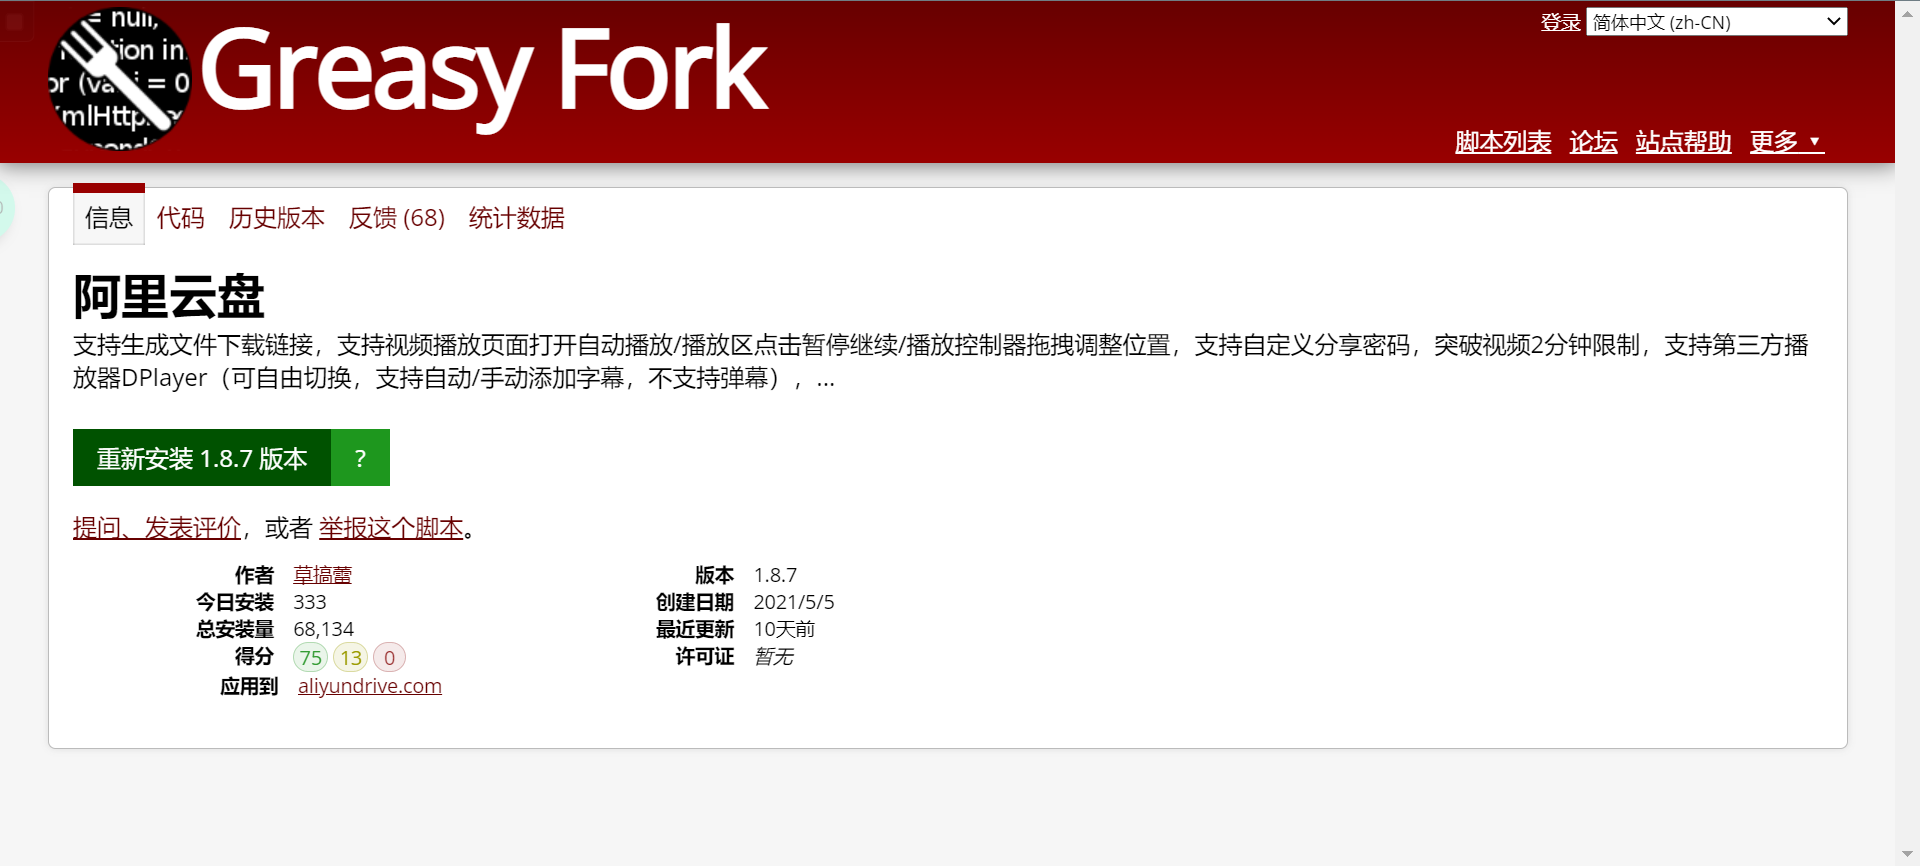 = null,
tion in
or (va i = 0
mlHttp
Greasy Fork
登录 简体中文 (zh-CN)
脚本列表 论坛 站点帮助 更多 ▼
信息 代码 历史版本 反馈 (68) 统计数据
阿里云盘
支持生成文件下载链接，支持视频播放页面打开自动播放/播放区点击暂停继续/播放控制器拖拽调整位置，支持自定义分享密码，突破视频2分钟限制，支持第三方播
放器DPlayer（可自由切换，支持自动/手动添加字幕，不支持弹幕），...
重新安装 1.8.7 版本 ?
提问、发表评价，或者 举报这个脚本。
作者 草搞蕾 版本 1.8.7
今日安装 333 创建日期 2021/5/5
总安装量 68,134 最近更新 10天前
得分 75 13 0 许可证 暂无
应用到 aliyundrive.com